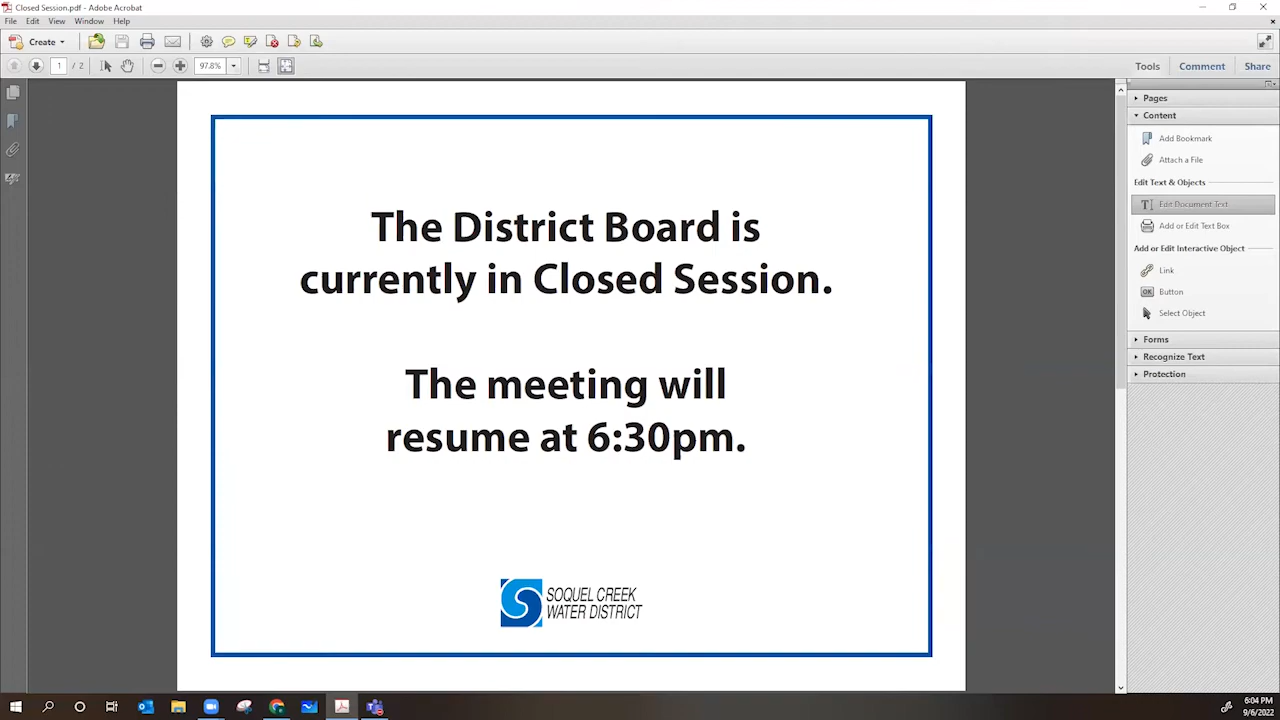 Closed Session.pdf - Adobe Acrobat
File Edit View Window Help
Create
1 / 2 97.8%
Tools Comment Share
Pages
Content
Add Bookmark
Attach a File
Edit Text & Objects
Edit Document Text
Add or Edit Text Box
Add or Edit Interactive Object
Link
OK Button
Select Object
Forms
Recognize Text
Protection
The District Board is
currently in Closed Session.
The meeting will
resume at 6:30pm.
SOQUEL CREEK
WATER DISTRICT
6:04 PM
9/6/2022